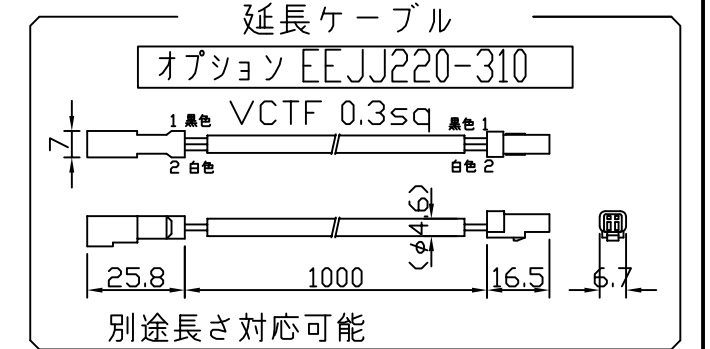 延長ケーブル
オプション EEJJ220-310
VCTF 0.3sq
1 黒色
黒色 1
7
2 白色
白色 2
(φ4.6)
25.8
1000
16.5
6.7
別途長さ対応可能